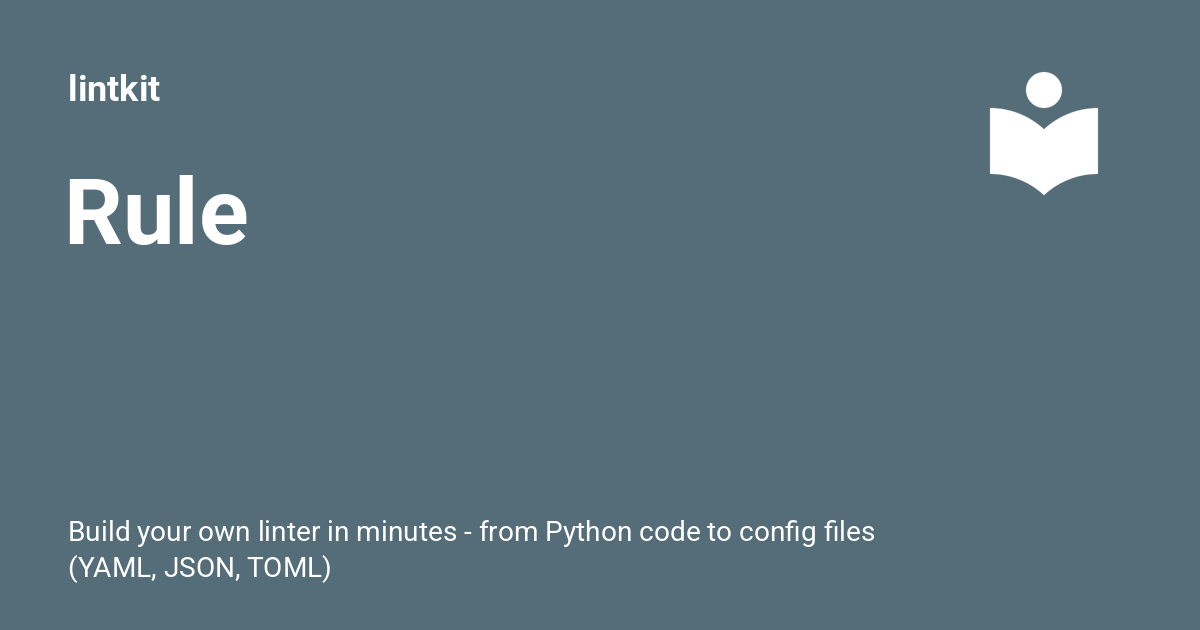 lintkit
Rule
Build your own linter in minutes - from Python code to config files
(YAML, JSON, TOML)